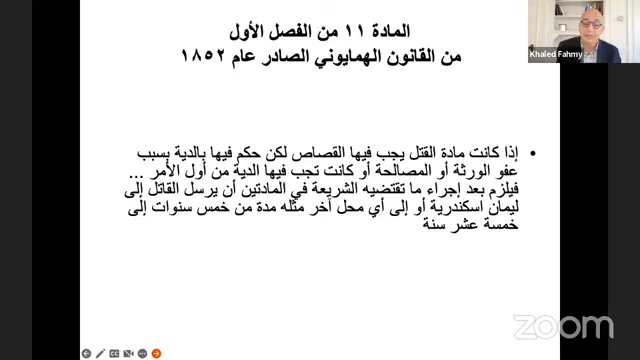 المادة ١١ من الفصل الأول
من القانون الهمايوني الصادر عام ١٨٥٢
Khaled Fahmy
• إذا كانت مادة القتل يجب فيها القصاص لكن حكم فيها بالدية بسبب
عفو الورثة أو المصالحة أو كانت تجب فيها الدية من أول الأمر ...
فيلزم بعد إجراء ما تقتضيه الشريعة في المادتين أن يرسل القاتل إلى
ليمان اسكندرية أو إلى أي محل آخر مثله مدة من خمس سنوات إلى
خمسة عشر سنة
zoom